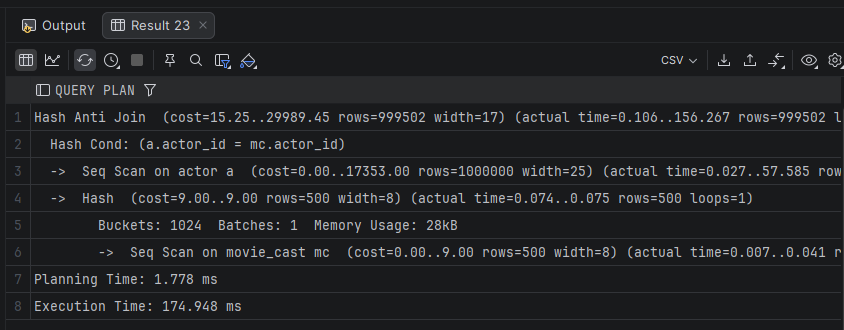 Output Result 23
CSV
QUERY PLAN
1 Hash Anti Join  (cost=15.25..29989.45 rows=999502 width=17) (actual time=0.106..156.267 rows=999502 l
2   Hash Cond: (a.actor_id = mc.actor_id)
3   ->  Seq Scan on actor a  (cost=0.00..17353.00 rows=1000000 width=25) (actual time=0.027..57.585 row
4   ->  Hash  (cost=9.00..9.00 rows=500 width=8) (actual time=0.074..0.075 rows=500 loops=1)
5         Buckets: 1024  Batches: 1  Memory Usage: 28kB
6         ->  Seq Scan on movie_cast mc  (cost=0.00..9.00 rows=500 width=8) (actual time=0.007..0.041 r
7 Planning Time: 1.778 ms
8 Execution Time: 174.948 ms